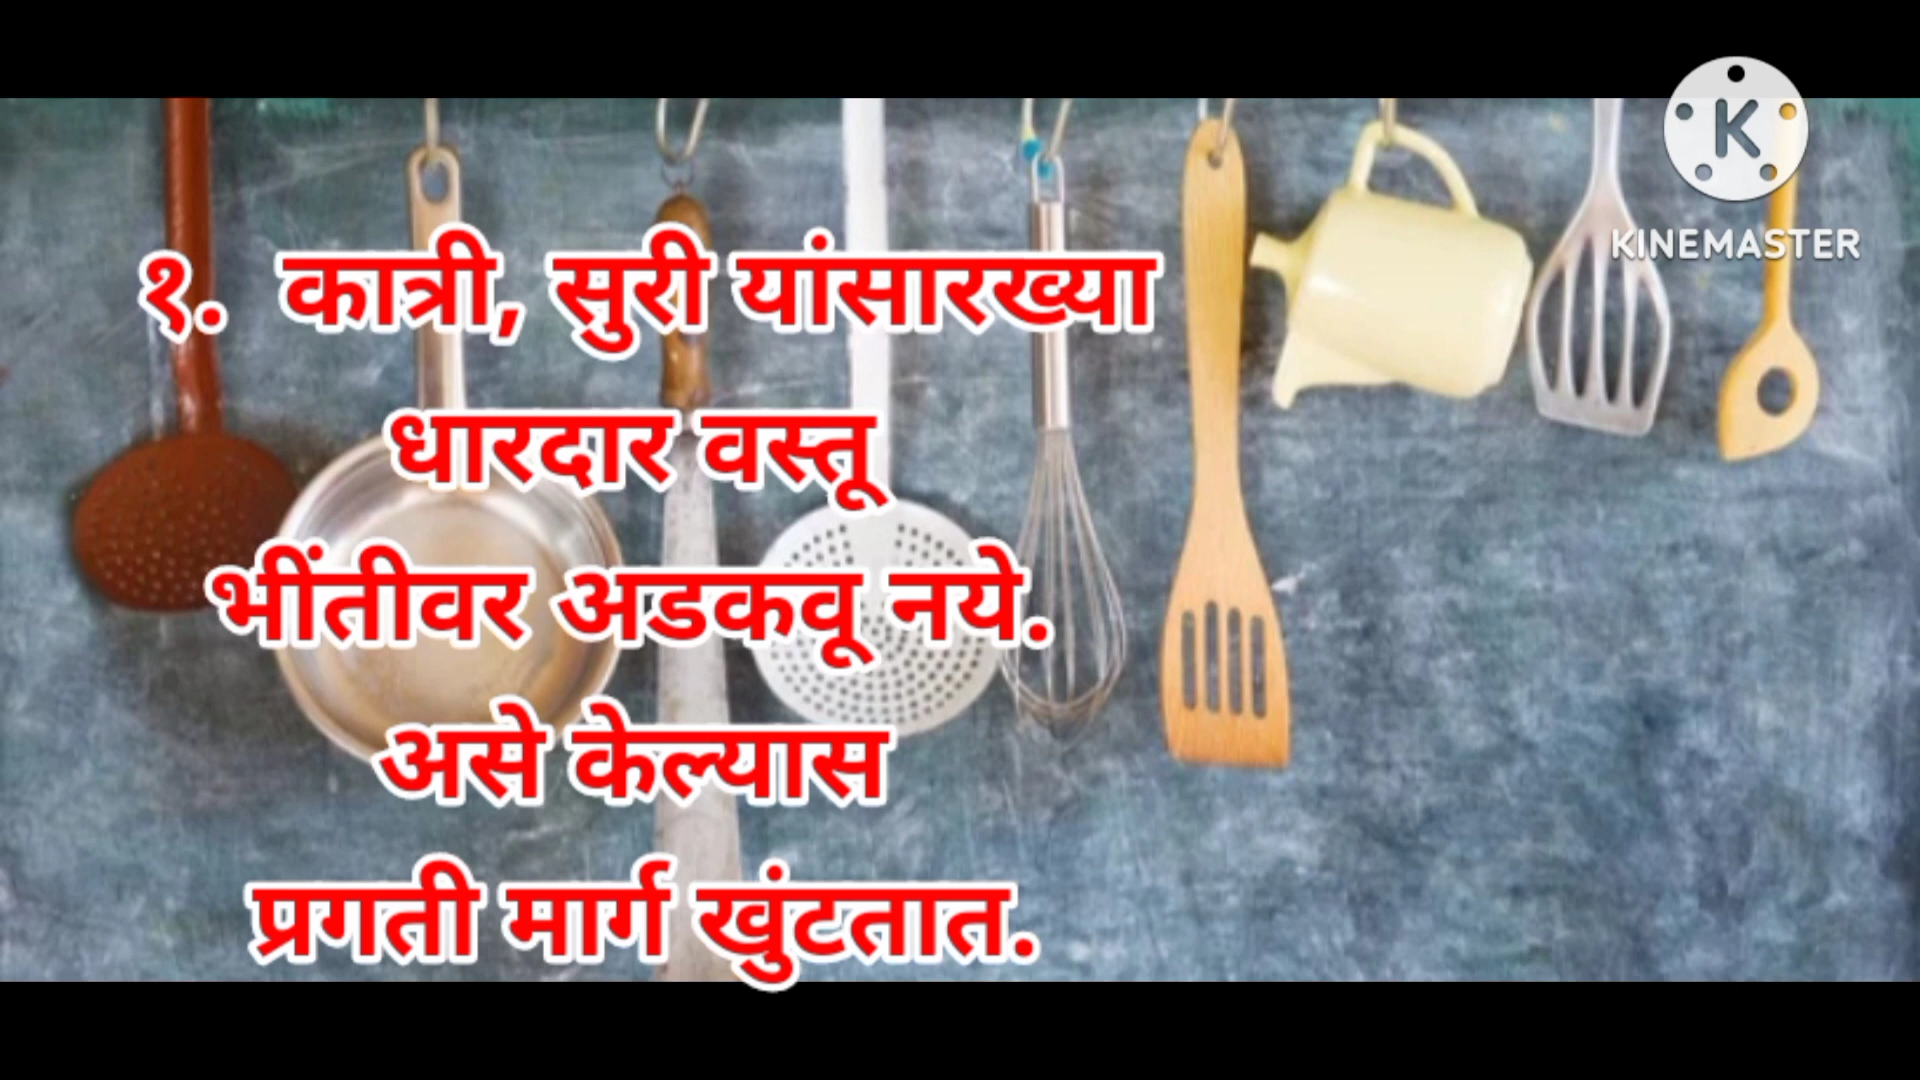 १. कात्री, सुरी यांसारख्या
धारदार वस्तू
भींतीवर अडकवू नये.
असे केल्यास
प्रगती मार्ग खुंटतात.
K
KINEMASTER